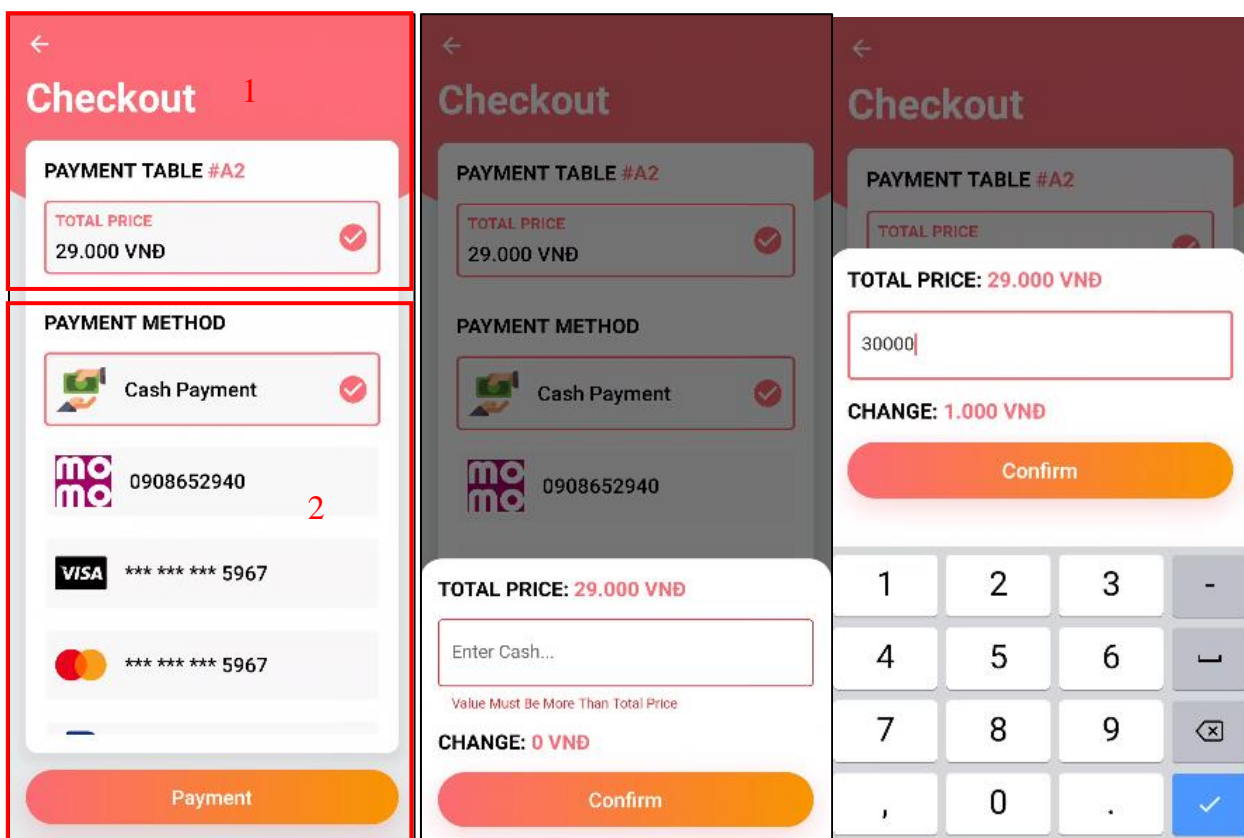 Checkout
1
PAYMENT TABLE #A2
TOTAL PRICE
29.000 VNĐ
PAYMENT METHOD
Cash Payment
mo
mo
0908652940
2
VISA *** *** *** 5967
*** *** *** 5967
Payment
Checkout
PAYMENT TABLE #A2
TOTAL PRICE
29.000 VNĐ
PAYMENT METHOD
Cash Payment
mo
mo
0908652940
TOTAL PRICE: 29.000 VNĐ
Enter Cash...
Value Must Be More Than Total Price
CHANGE: 0 VNĐ
Confirm
Checkout
PAYMENT TABLE #A2
TOTAL PRICE
TOTAL PRICE: 29.000 VNĐ
30000
CHANGE: 1.000 VNĐ
Confirm
1 2 3 -
4 5 6
7 8 9
, 0 .